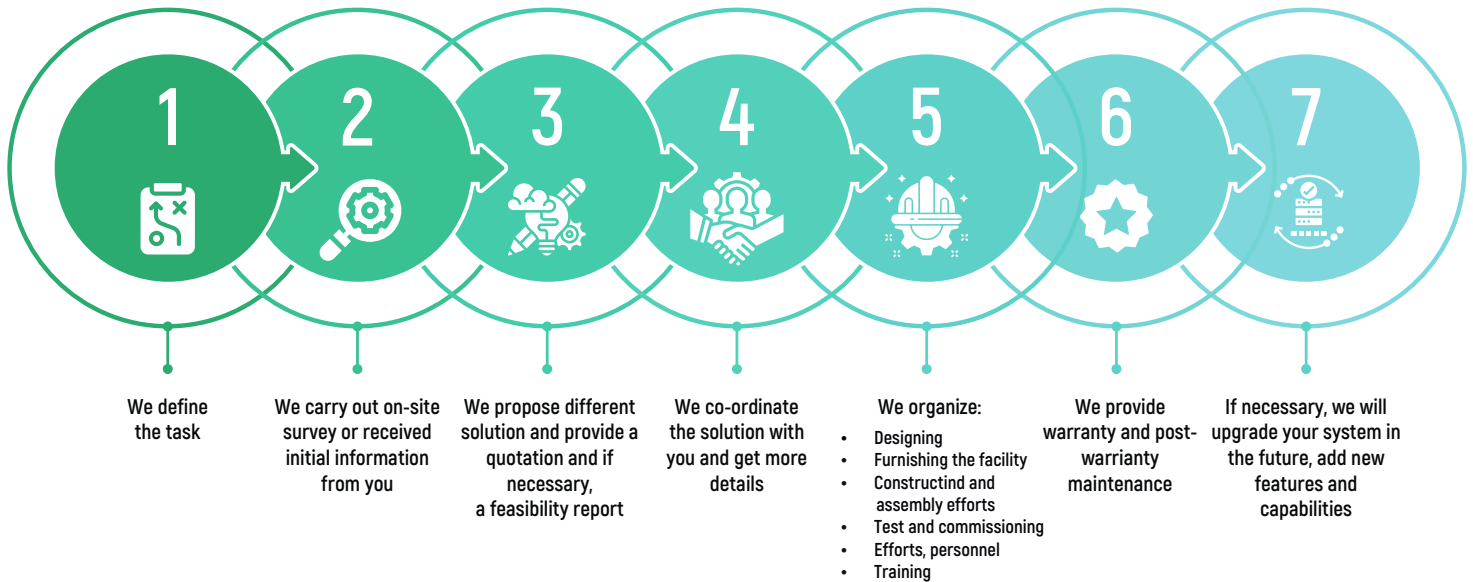 1
2
3
4
5
6
7
We define
the task
We carry out on-site
survey or received
initial information
from you
We propose different
solution and provide a
quotation and if
necessary,
a feasibility report
We co-ordinate
the solution with
you and get more
details
We organize:
• Designing
• Furnishing the facility
• Constructind and
assembly efforts
• Test and commissioning
• Efforts, personnel
• Training
We provide
warranty and post-
warranty
maintenance
If necessary, we will
upgrade your system in
the future, add new
features and
capabilities